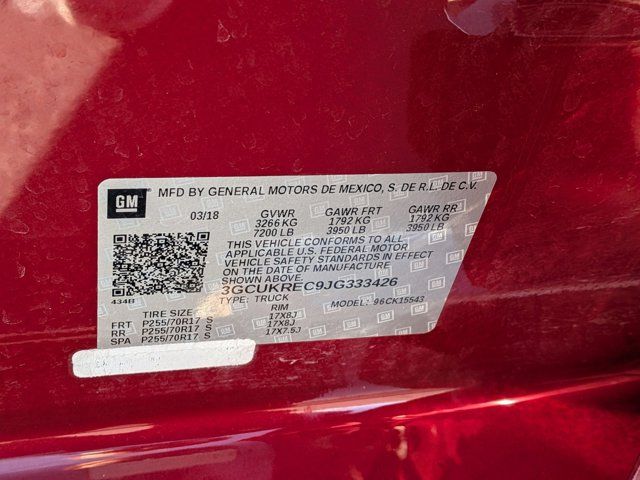 GM
MFD BY GENERAL MOTORS DE MEXICO, S. DE R.L. DE C.V.
03/18 GVWR GAWR FRT GAWR RR
3266 KG 1792 KG 1792 KG
7200 LB 3950 LB 3950 LB
THIS VEHICLE CONFORMS TO ALL
APPLICABLE U.S. FEDERAL MOTOR
VEHICLE SAFETY STANDARDS IN EFFECT
ON THE DATE OF MANUFACTURE
SHOWN ABOVE.
3GCUKREC9JG333426
434B
TYPE: TRUCK MODEL: 96CK15543
TIRE SIZE RIM
FRT P255/70R17 S 17X8J
RR P255/70R17 S 17X8J
SPA P255/70R17 S 17X7.5J